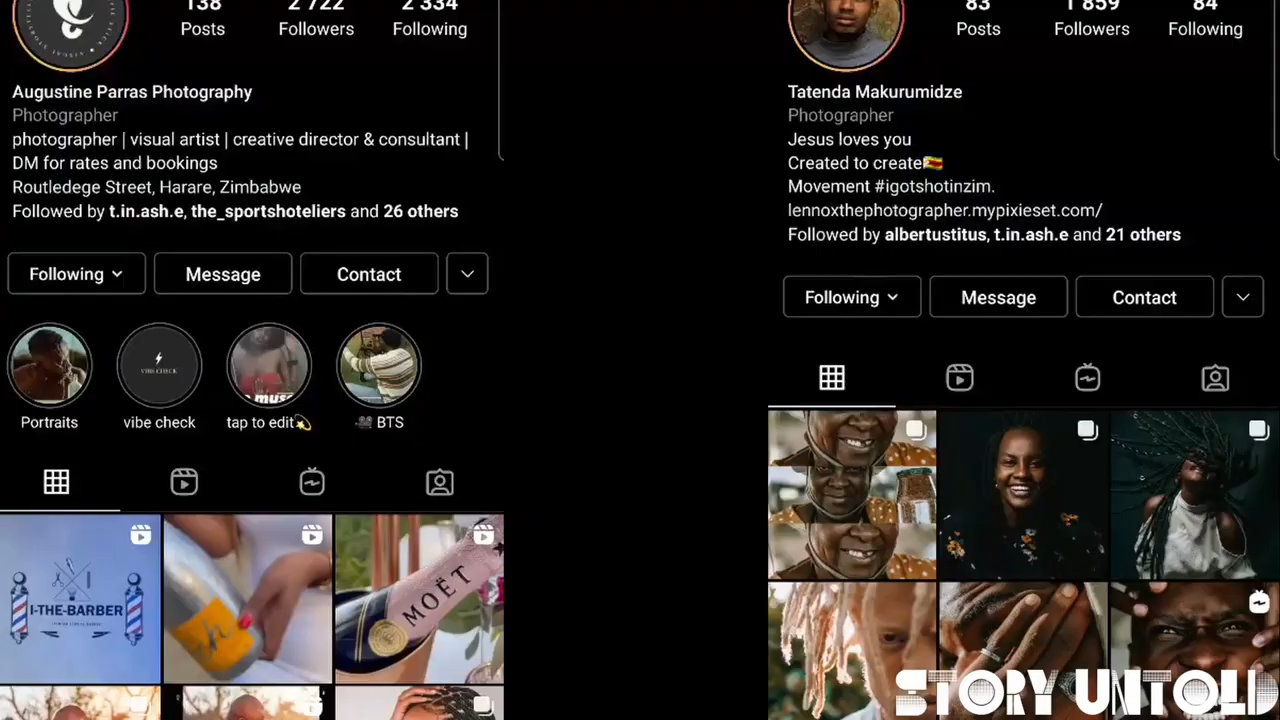 138
2 722
2 334
Posts
Followers
Following
Augustine Parras Photography
Photographer
photographer | visual artist | creative director & consultant |
DM for rates and bookings
Routledege Street, Harare, Zimbabwe
Followed by t.in.ash.e, the_sportshoteliers and 26 others
Following
Message
Contact
VIBE CHECK
Portraits
vibe check
tap to edit💫
🎥 BTS
I-THE-BARBER
MOËT
83
1 859
84
Posts
Followers
Following
Tatenda Makurumidze
Photographer
Jesus loves you
Created to create🇿🇼
Movement #igotshotinzim.
lennoxthephotographer.mypixieset.com/
Followed by albertustitus, t.in.ash.e and 21 others
Following
Message
Contact
STORY UNTOLD